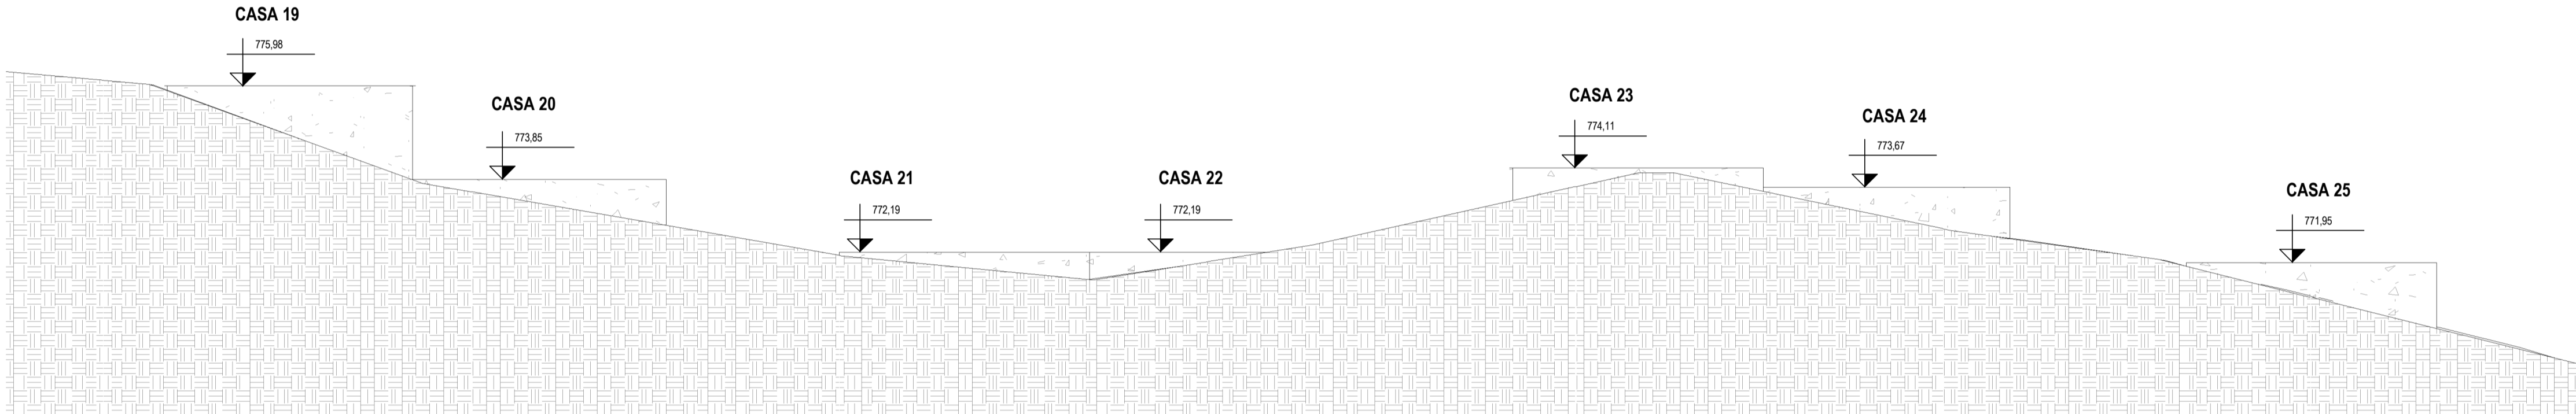 CASA 19
775,98
CASA 20
773,85
CASA 21
772,19
CASA 22
772,19
CASA 23
774,11
CASA 24
773,67
CASA 25
771,95